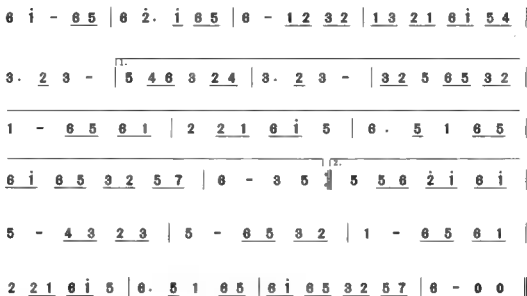 6 i̇ - 6 5 | 6 2̇. i̇ 6 5 | 6 - 1 2 3 2 | 1 3 2 1 6 i̇ 5 4 |
3. 2 3 - | 1. 5 4 6 3 2 4 | 3. 2 3 - | 3 2 5 6 5 3 2 |
1 - 6 5 6 1 | 2 2 1 6 i̇ 5 | 6. 5 1 6 5 |
6 i̇ 6 5 3 2 5 7 | 6 - 3 5 :‖ 2. 5 5 6 2̇ i̇ 6 i̇ |
5 - 4 3 2 3 | 5 - 6 5 3 2 | 1 - 6 5 6 1 |
2 2 1 6 i̇ 5 | 6. 5 1 6 5 | 6 i̇ 6 5 3 2 5 7 | 6 - 0 0 |